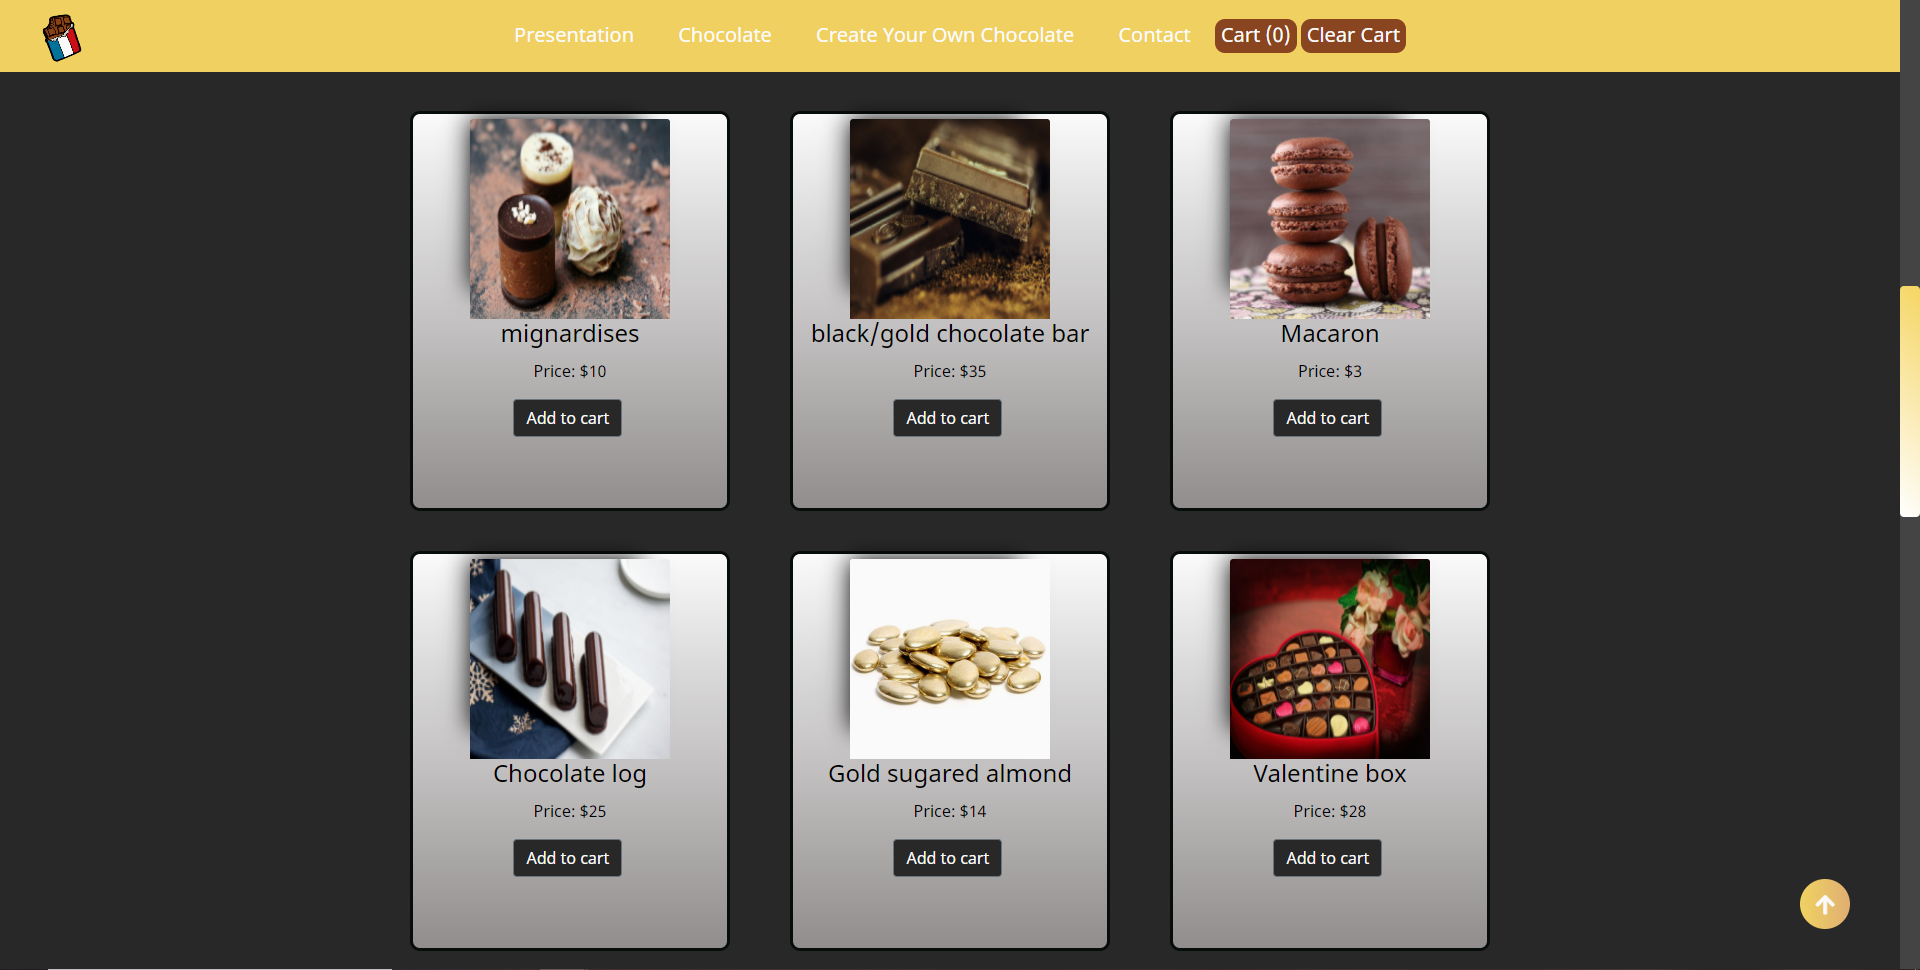 Presentation Chocolate Create Your Own Chocolate Contact Cart (0) Clear Cart
mignardises
Price: $10
Add to cart
black/gold chocolate bar
Price: $35
Add to cart
Macaron
Price: $3
Add to cart
Chocolate log
Price: $25
Add to cart
Gold sugared almond
Price: $14
Add to cart
Valentine box
Price: $28
Add to cart